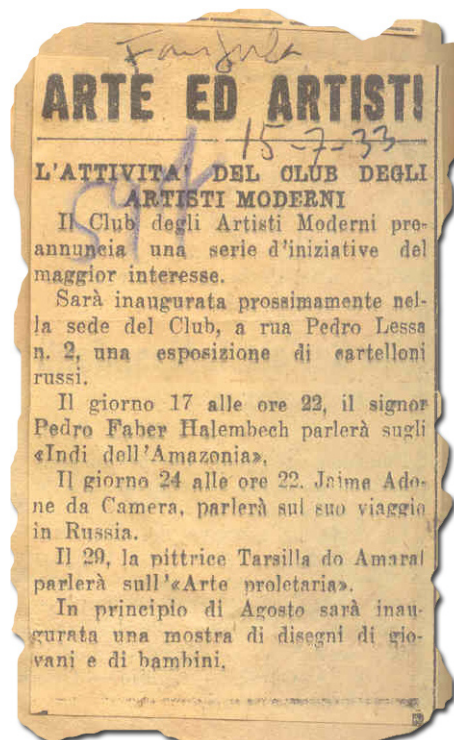 Fanfulla
ARTE ED ARTISTI
15-7-33
L'ATTIVITA' DEL CLUB DEGLI
ARTISTI MODERNI
Il Club degli Artisti Moderni pre-
annuncia una serie d'iniziative del
maggior interesse.
Sarà inaugurata prossimamente nel-
la sede del Club, a rua Pedro Lessa
n. 2, una esposizione di cartelloni
russi.
Il giorno 17 alle ore 22, il signor
Pedro Faber Halembech parlerà sugli
«Indi dell'Amazonia».
Il giorno 24 alle ore 22. Jaime Ado-
ne da Camera, parlerà sul suo viaggio
in Russia.
Il 29, la pittrice Tarsilla do Amaral
parlerà sull'«Arte proletaria».
In principio di Agosto sarà inau-
gurata una mostra di disegni di gio-
vani e di bambini.